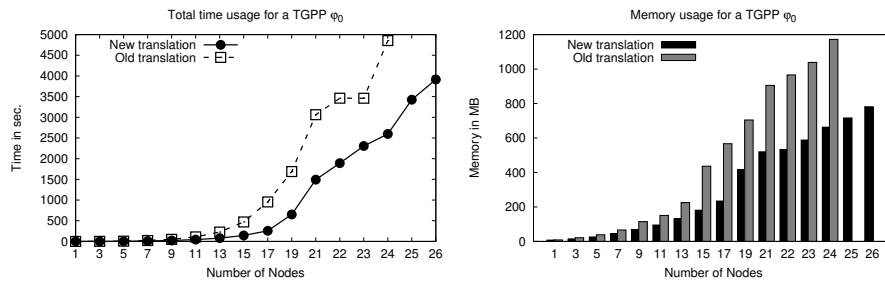 Total time usage for a TGPP φ0
5000
4500
4000
3500
3000
2500
2000
1500
1000
500
0
Time in sec.
New translation
Old translation
1 3 5 7 9 11 13 15 17 19 21 22 23 24 25 26
Number of Nodes
Memory usage for a TGPP φ0
1200
1000
800
600
400
200
0
Memory in MB
New translation
Old translation
1 3 5 7 9 11 13 15 17 19 21 22 23 24 25 26
Number of Nodes